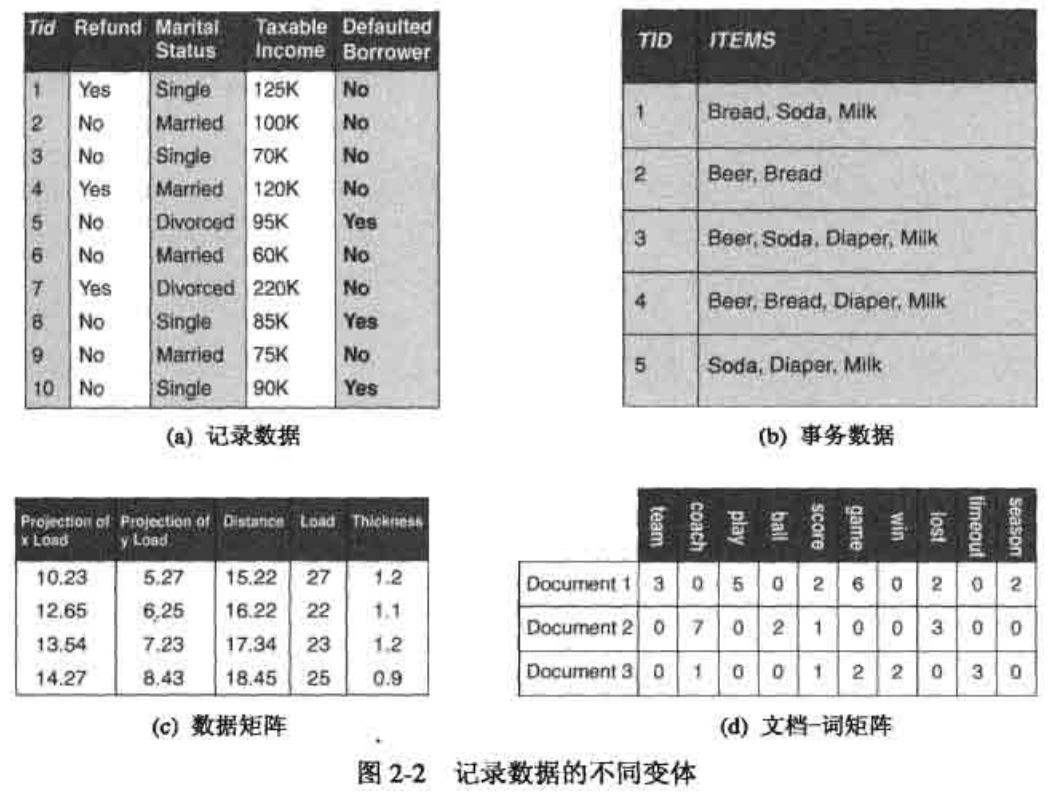 Tid Refund Marital Status Taxable Income Defaulted Borrower
1 Yes Single 125K No
2 No Married 100K No
3 No Single 70K No
4 Yes Married 120K No
5 No Divorced 95K Yes
6 No Married 60K No
7 Yes Divorced 220K No
8 No Single 85K Yes
9 No Married 75K No
10 No Single 90K Yes
(a) 记录数据
TID ITEMS
1 Bread, Soda, Milk
2 Beer, Bread
3 Beer, Soda, Diaper, Milk
4 Beer, Bread, Diaper, Milk
5 Soda, Diaper, Milk
(b) 事务数据
Projection of x Load Projection of y Load Distance Load Thickness
10.23 5.27 15.22 27 1.2
12.65 6.25 16.22 22 1.1
13.54 7.23 17.34 23 1.2
14.27 8.43 18.45 25 0.9
(c) 数据矩阵
team coach play ball score game win lost timeout season
Document 1 3 0 5 0 2 6 0 2 0 2
Document 2 0 7 0 2 1 0 0 3 0 0
Document 3 0 1 0 0 1 2 2 0 3 0
(d) 文档-词矩阵
图 2-2 记录数据的不同变体